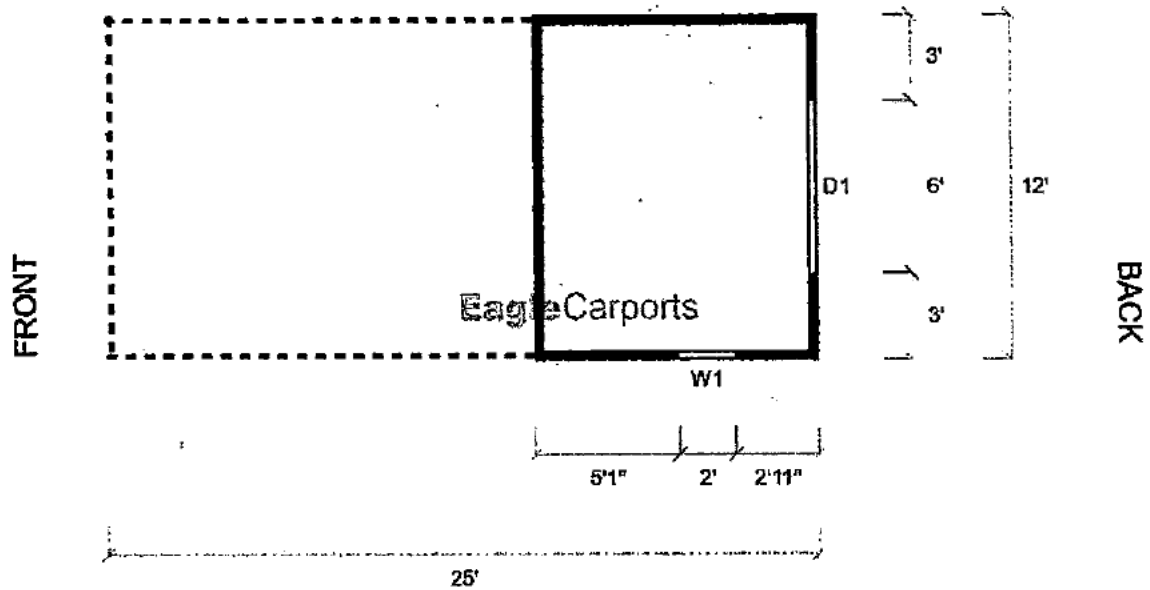 3'
D1
6'
12'
FRONT
BACK
EagleCarports
3'
W1
5'1"
2'
2'11"
25'